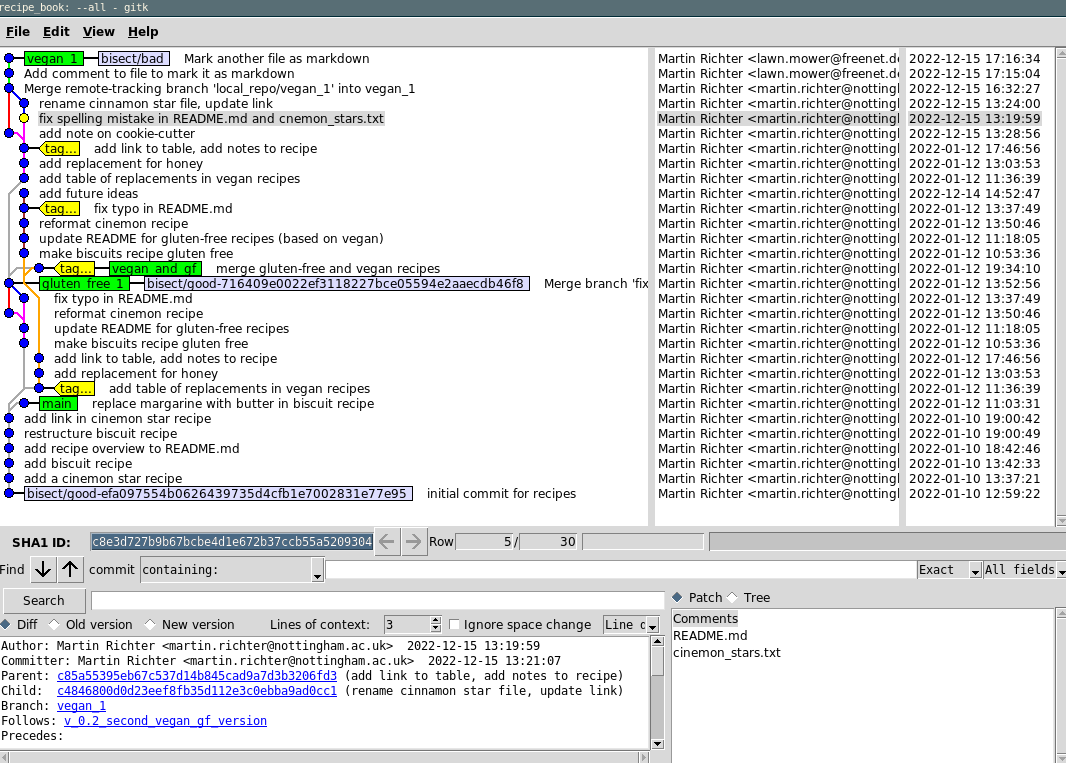 recipe_book: --all - gitk
File Edit View Help
vegan_1 bisect/bad Mark another file as markdown Martin Richter <lawn.mower@freenet.de 2022-12-15 17:16:34
Add comment to file to mark it as markdown Martin Richter <lawn.mower@freenet.de 2022-12-15 17:15:04
Merge remote-tracking branch 'local_repo/vegan_1' into vegan_1 Martin Richter <martin.richter@nottingl 2022-12-15 16:32:27
rename cinnamon star file, update link Martin Richter <martin.richter@nottingl 2022-12-15 13:24:00
fix spelling mistake in README.md and cnemon_stars.txt Martin Richter <martin.richter@nottingl 2022-12-15 13:19:59
add note on cookie-cutter Martin Richter <martin.richter@nottingl 2022-12-15 13:28:56
tag... add link to table, add notes to recipe Martin Richter <martin.richter@nottingl 2022-01-12 17:46:56
add replacement for honey Martin Richter <martin.richter@nottingl 2022-01-12 13:03:53
add table of replacements in vegan recipes Martin Richter <martin.richter@nottingl 2022-01-12 11:36:39
add future ideas Martin Richter <martin.richter@nottingl 2022-12-14 14:52:47
tag... fix typo in README.md Martin Richter <martin.richter@nottingl 2022-01-12 13:37:49
reformat cinemon recipe Martin Richter <martin.richter@nottingl 2022-01-12 13:50:46
update README for gluten-free recipes (based on vegan) Martin Richter <martin.richter@nottingl 2022-01-12 11:18:05
make biscuits recipe gluten free Martin Richter <martin.richter@nottingl 2022-01-12 10:53:36
tag... vegan_and_gf merge gluten-free and vegan recipes Martin Richter <martin.richter@nottingl 2022-01-12 19:34:10
gluten_free_1 bisect/good-716409e0022ef3118227bce05594e2aaecdb46f8 Merge branch 'fix Martin Richter <martin.richter@nottingl 2022-01-12 13:52:56
fix typo in README.md Martin Richter <martin.richter@nottingl 2022-01-12 13:37:49
reformat cinemon recipe Martin Richter <martin.richter@nottingl 2022-01-12 13:50:46
update README for gluten-free recipes Martin Richter <martin.richter@nottingl 2022-01-12 11:18:05
make biscuits recipe gluten free Martin Richter <martin.richter@nottingl 2022-01-12 10:53:36
add link to table, add notes to recipe Martin Richter <martin.richter@nottingl 2022-01-12 17:46:56
add replacement for honey Martin Richter <martin.richter@nottingl 2022-01-12 13:03:53
tag... add table of replacements in vegan recipes Martin Richter <martin.richter@nottingl 2022-01-12 11:36:39
main replace margarine with butter in biscuit recipe Martin Richter <martin.richter@nottingl 2022-01-12 11:03:31
add link in cinemon star recipe Martin Richter <martin.richter@nottingl 2022-01-10 19:00:42
restructure biscuit recipe Martin Richter <martin.richter@nottingl 2022-01-10 19:00:49
add recipe overview to README.md Martin Richter <martin.richter@nottingl 2022-01-10 18:42:46
add biscuit recipe Martin Richter <martin.richter@nottingl 2022-01-10 13:42:33
add a cinemon star recipe Martin Richter <martin.richter@nottingl 2022-01-10 13:37:21
bisect/good-efa097554b0626439735d4cfb1e7002831e77e95 initial commit for recipes Martin Richter <martin.richter@nottingl 2022-01-10 12:59:22
SHA1 ID: c8e3d727b9b67bcbe4d1e672b37ccb55a5209304 Row 5 / 30
Find commit containing: Exact All fields
Search Patch Tree
Diff Old version New version Lines of context: 3 Ignore space change Line c
Comments
README.md
cinemon_stars.txt
Author: Martin Richter <martin.richter@nottingham.ac.uk> 2022-12-15 13:19:59
Committer: Martin Richter <martin.richter@nottingham.ac.uk> 2022-12-15 13:21:07
Parent: c85a55395eb67c537d14b845cad9a7d3b3206fd3 (add link to table, add notes to recipe)
Child: c4846800d0d23eef8fb35d112e3c0ebba9ad0cc1 (rename cinnamon star file, update link)
Branch: vegan_1
Follows: v_0.2_second_vegan_gf_version
Precedes: